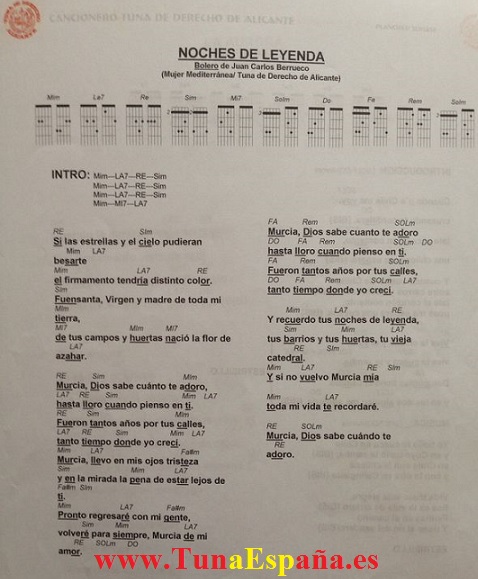 CANCIONERO TUNA DE DERECHO DE ALICANTE
NOCHES DE LEYENDA
Bolero de Juan Carlos Berrueco
(Mujer Mediterránea/ Tuna de Derecho de Alicante)
Mim La7 Re Sim Mi7 Solm Do Fa Rem Solm
INTRO: Mim---LA7---RE---Sim
Mim---LA7---RE---Sim
Mim---LA7---RE---Sim
Mim---MI7---LA7
RE SIm
Si las estrellas y el cielo pudieran
Mim LA7
besarte
Mim LA7 RE
el firmamento tendría distinto color.
SIm
Fuensanta, Virgen y madre de toda mi
MIm
tierra,
MI7 MIm MI7
de tus campos y huertas nació la flor de
LA7
azahar.
RE SIm MIm
Murcia, Dios sabe cuánto te adoro,
LA7 RE SIm MIm LA7
hasta lloro cuando pienso en ti.
RE SIm MIm
Fueron tantos años por tus calles,
LA7 RE SIm MIm LA7
tanto tiempo donde yo crecí.
MIm LA7 Fa#m
Murcia, llevo en mis ojos tristeza
SIm MIm LA7
y en la mirada la pena de estar lejos de
Fa#m SIm
ti.
MIm LA7 Fa#m
Pronto regresaré con mi gente,
SIm MIm LA7
volveré para siempre, Murcia de mi
RE SOLm DO
amor.
FA Rem SOLm
Murcia, Dios sabe cuanto te adoro
DO FA Rem SOLm DO
hasta lloro cuando pienso en ti.
FA Rem SOLm
Fueron tantos años por tus calles,
DO FA Rem SOLm LA7
tanto tiempo donde yo crecí.
MIm LA7 RE
Y recuerdo tus noches de leyenda,
Sim Mim LA7
tus barrios y tus huertas, tu vieja
RE SIm
catedral.
MIm LA7 RE SIm
Y si no vuelvo Murcia mía
MIm LA7
toda mi vida te recordaré.
RE SOLm
Murcia, Dios sabe cuándo te
RE
adoro.
www.TunaEspaña.es